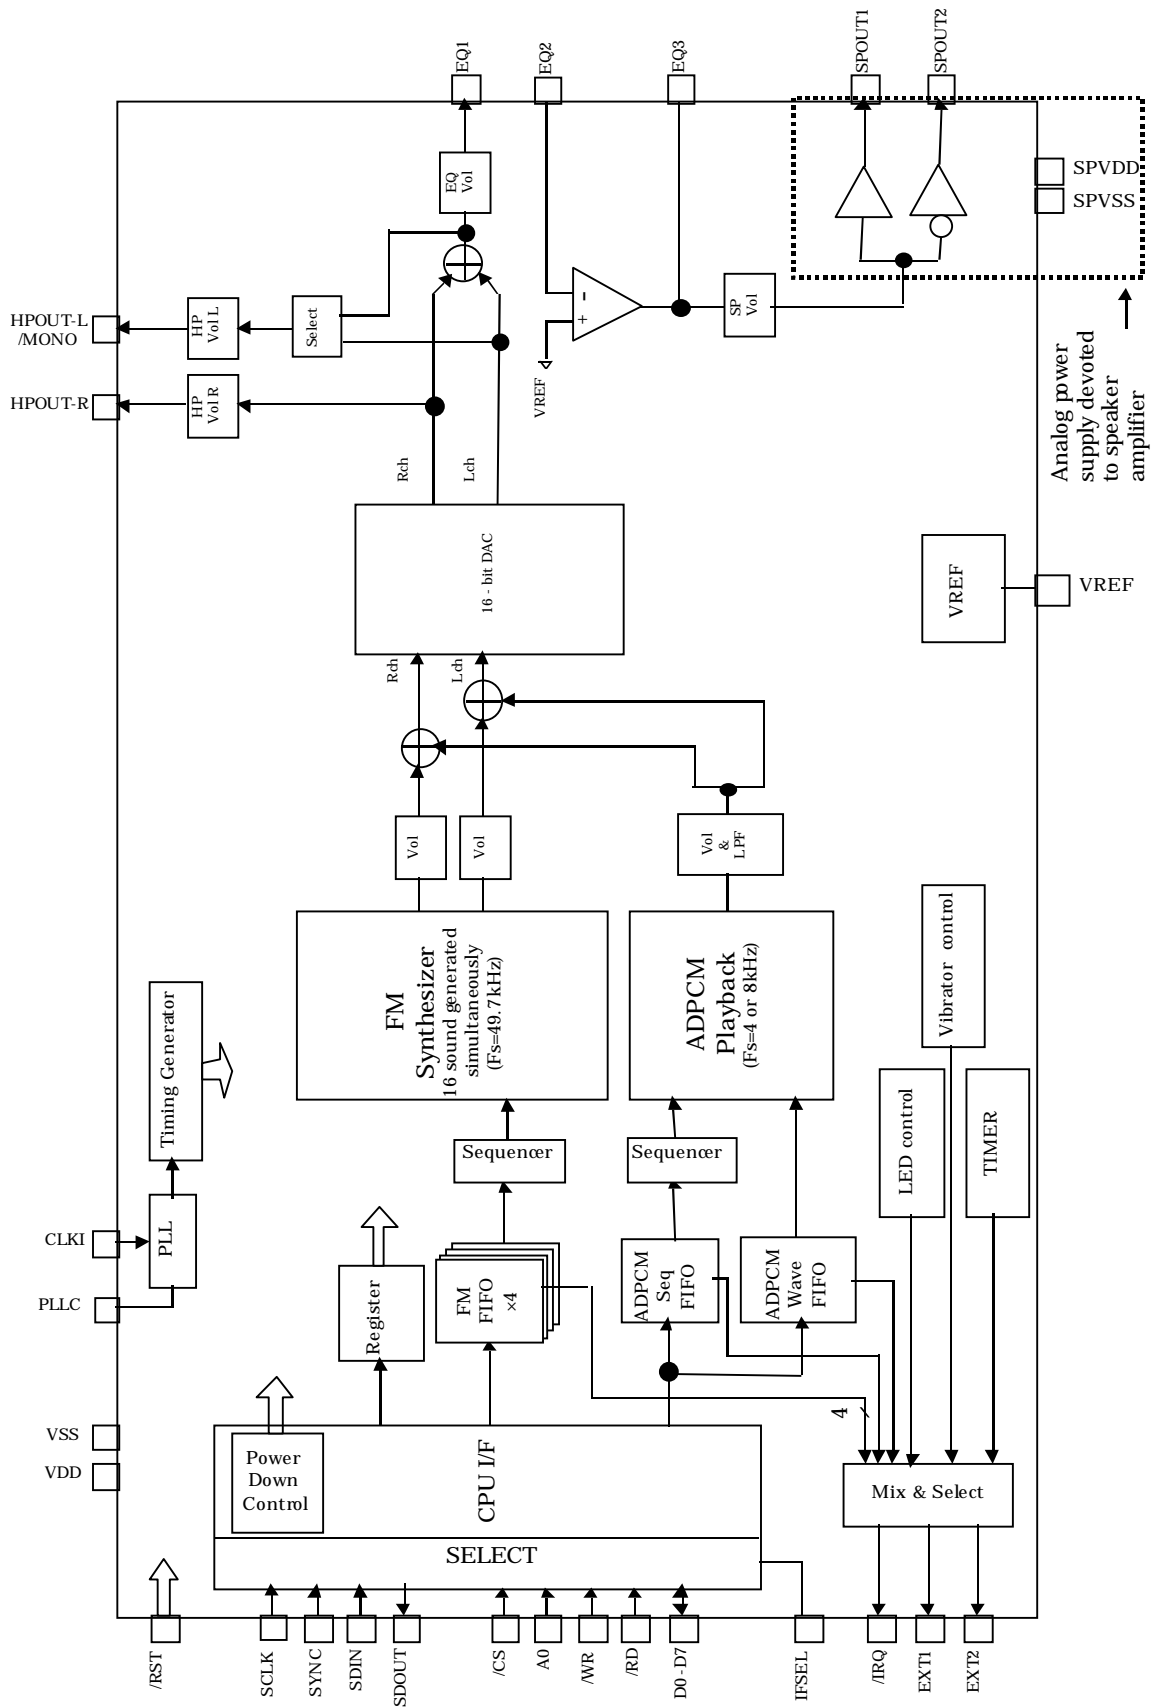 EQ1
EQ2
EQ3
SPOUT1
SPOUT2
SPVDD
SPVSS
EQ
Vol
HPOUT-L
/MONO
HP
Vol L
Select
HPOUT-R
HP
Vol R
-
+
VREF
SP
Vol
Analog power
supply devoted
to speaker
amplifier
Rch
Lch
16 - bit DAC
VREF
VREF
Rch
Lch
Vol
Vol
Vol
&
LPF
FM
Synthesizer
16 sound generated
simultaneously
(Fs=49.7kHz)
ADPCM
Playback
(Fs=4 or 8kHz)
Vibrator control
Timing Generator
LED control
TIMER
Sequencer
Sequencer
CLKI
PLL
PLLC
Register
FM
FIFO
×4
ADPCM
Seq
FIFO
ADPCM
Wave
FIFO
4
VSS
VDD
Power
Down
Control
CPU I/F
Mix & Select
SELECT
/RST
SCLK
SYNC
SDIN
SDOUT
/CS
A0
/WR
/RD
D0-D7
IFSEL
/IRQ
EXT1
EXT2